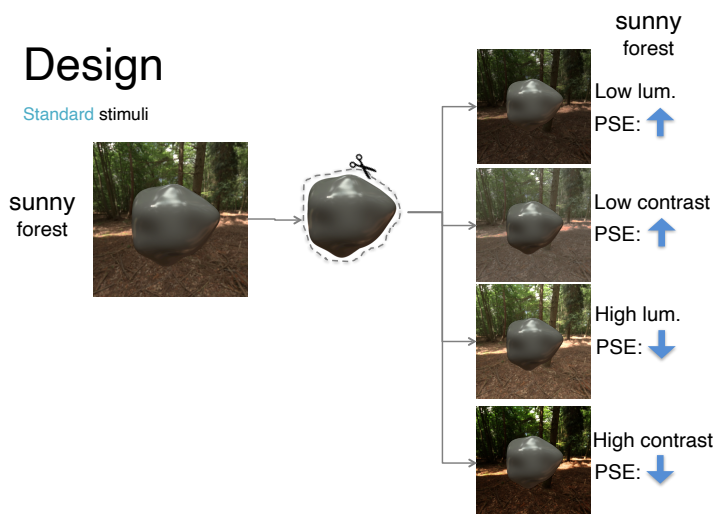 Design
Standard stimuli
sunny
forest
sunny
forest
Low lum.
PSE:
Low contrast
PSE:
High lum.
PSE:
High contrast
PSE: